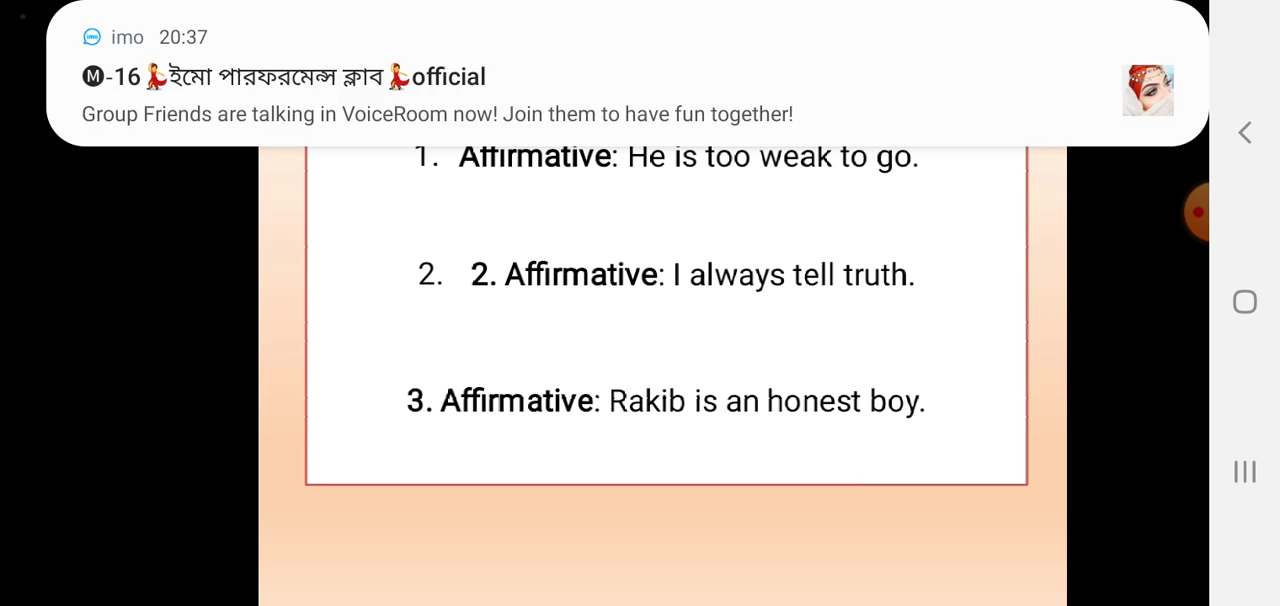 imo 20:37
Ⓜ-16💃ইমো পারফরমেন্স ক্লাব💃official
Group Friends are talking in VoiceRoom now! Join them to have fun together!
1. Affirmative: He is too weak to go.
2. 2. Affirmative: I always tell truth.
3. Affirmative: Rakib is an honest boy.